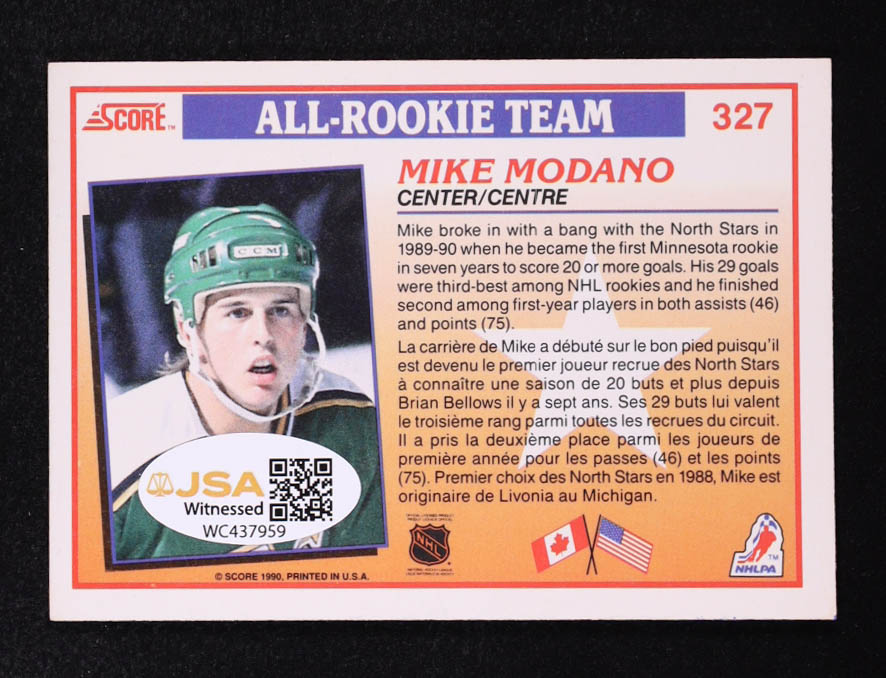 SCORE™
ALL-ROOKIE TEAM
327
MIKE MODANO
CENTER/CENTRE
Mike broke in with a bang with the North Stars in
1989-90 when he became the first Minnesota rookie
in seven years to score 20 or more goals. His 29 goals
were third-best among NHL rookies and he finished
second among first-year players in both assists (46)
and points (75).
La carrière de Mike a débuté sur le bon pied puisqu'il
est devenu le premier joueur recrue des North Stars
à connaître une saison de 20 buts et plus depuis
Brian Bellows il y a sept ans. Ses 29 buts lui valent
le troisième rang parmi toutes les recrues du circuit.
Il a pris la deuxième place parmi les joueurs de
première année pour les passes (46) et les points
(75). Premier choix des North Stars en 1988, Mike est
originaire de Livonia au Michigan.
CCM
JSA
Witnessed
WC437959
© SCORE 1990, PRINTED IN U.S.A.
NHL
NHLPA
TM